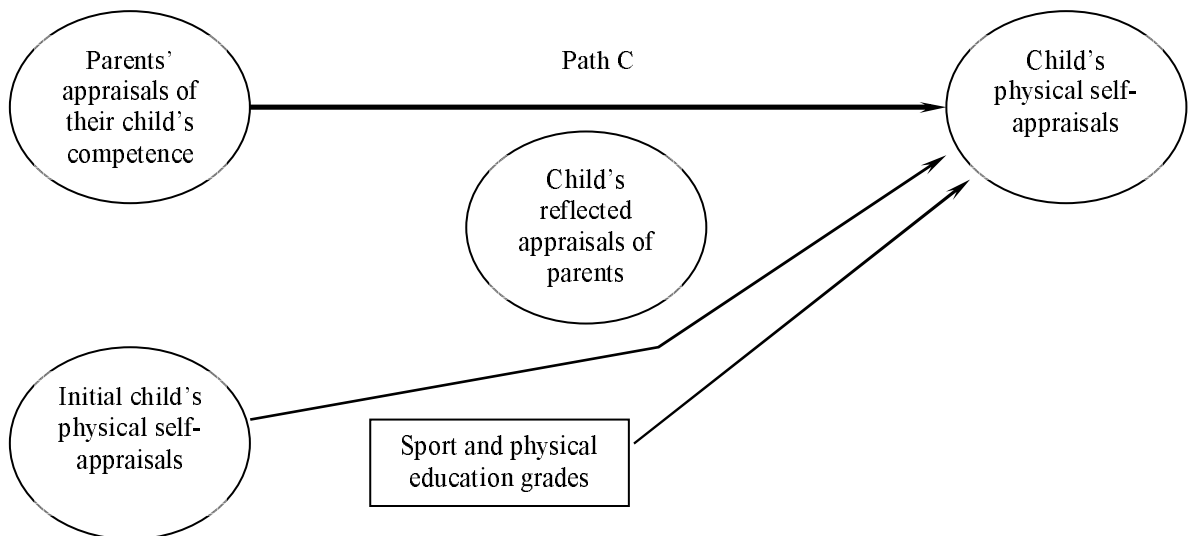 Parents’
appraisals of
their child’s
competence
Path C
Child’s
physical self-
appraisals
Child’s
reflected
appraisals of
parents
Initial child’s
physical self-
appraisals
Sport and physical
education grades